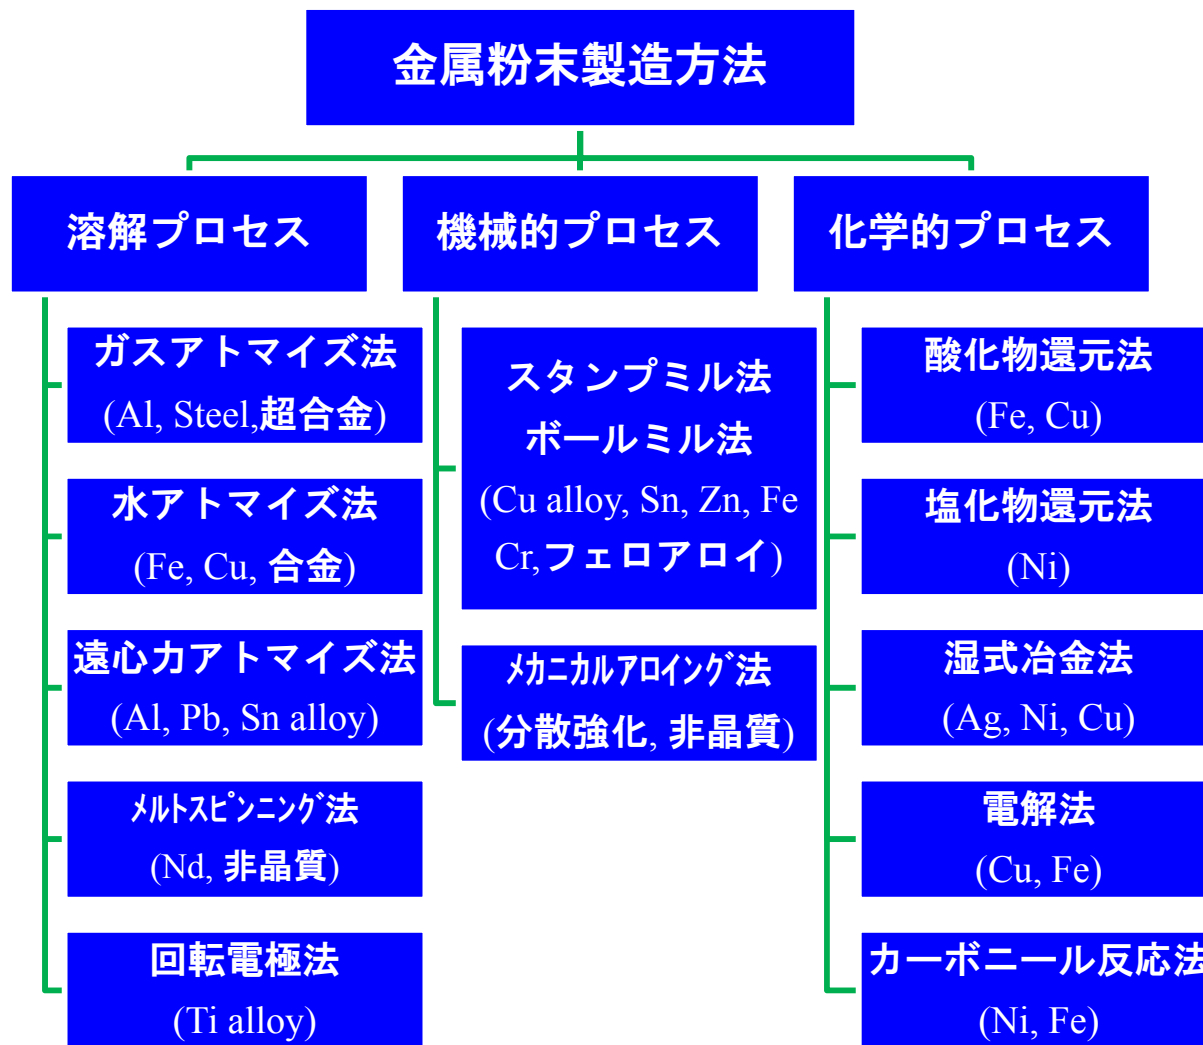 金属粉末製造方法
溶解プロセス
ガスアトマイズ法
(Al, Steel,超合金)
水アトマイズ法
(Fe, Cu, 合金)
遠心力アトマイズ法
(Al, Pb, Sn alloy)
ﾒﾙﾄｽﾋﾟﾝﾆﾝｸﾞ法
(Nd, 非晶質)
回転電極法
(Ti alloy)
機械的プロセス
スタンプミル法
ボールミル法
(Cu alloy, Sn, Zn, Fe
Cr,フェロアロイ)
ﾒｶﾆｶﾙｱﾛｲﾝｸﾞ法
(分散強化, 非晶質)
化学的プロセス
酸化物還元法
(Fe, Cu)
塩化物還元法
(Ni)
湿式冶金法
(Ag, Ni, Cu)
電解法
(Cu, Fe)
カーボニール反応法
(Ni, Fe)